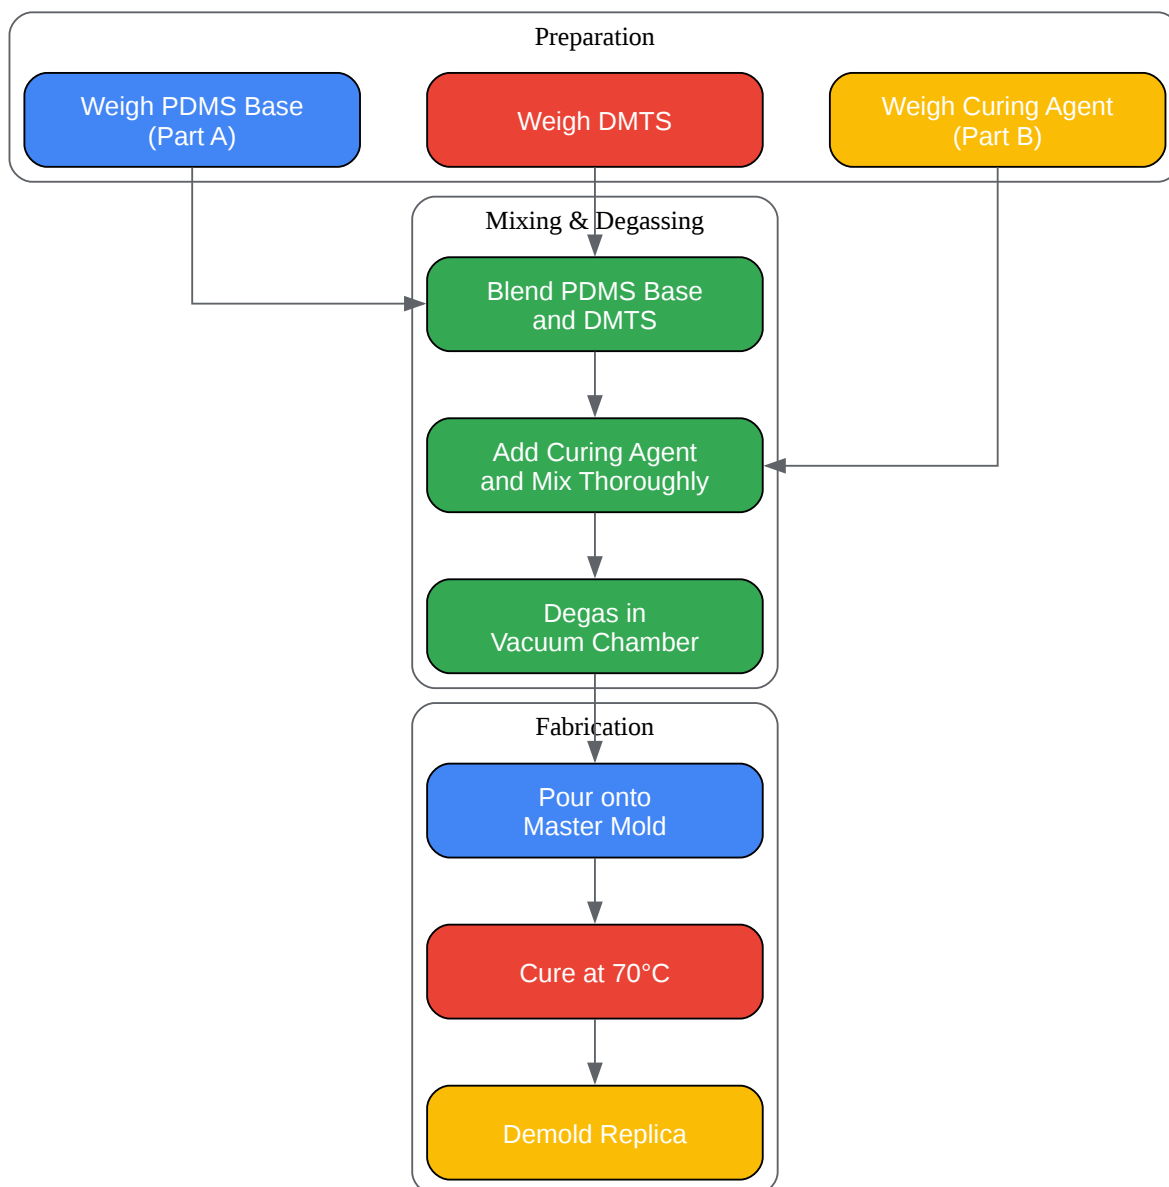 Preparation
Weigh PDMS Base
(Part A)
Weigh DMTS
Weigh Curing Agent
(Part B)
Mixing & Degassing
Blend PDMS Base
and DMTS
Add Curing Agent
and Mix Thoroughly
Degas in
Vacuum Chamber
Fabrication
Pour onto
Master Mold
Cure at 70°C
Demold Replica